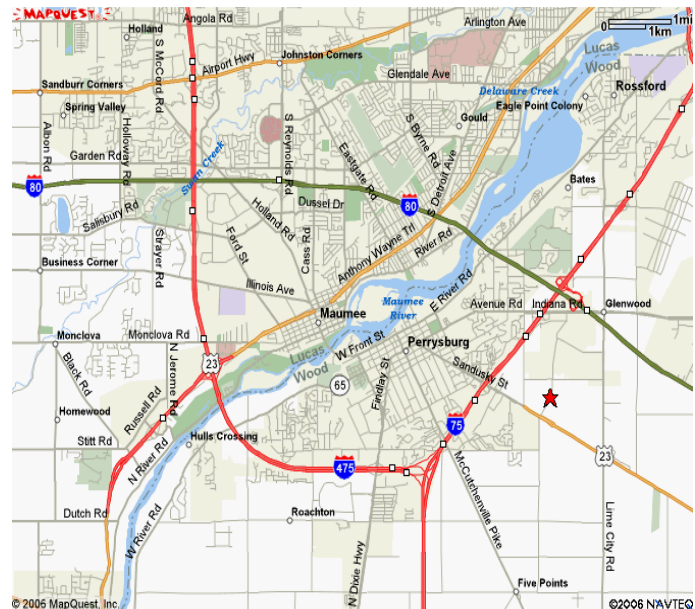 MAPQUEST
Angola Rd
Arlington Ave
1mi
1km
Holland
S McCord Rd
Airport Hwy
Johnston Corners
Glendale Ave
Lucas
Wood
Rossford
Sandburr Corners
Spring Valley
Delaware Creek
Eagle Point Colony
Albon Rd
Holloway Rd
S Reynolds Rd
Eastgate Rd
S Byrne Rd
Gould
S Detroit Ave
Garden Rd
Swan Creek
80
Bates
Salisbury Rd
Dussel Dr
80
Holland Rd
Cass Rd
Ford St
Strayer Rd
Anthony Wayne Trl
River Rd
Business Corner
Illinois Ave
Maumee
River
E River Rd
Avenue Rd
Indiana Rd
Glenwood
Maumee
Monclova
Monclova Rd
Lucas
Wood
W Front St
Perrysburg
23
N Jerome Rd
Black Rd
65
Findlay St
Sandusky St
Russell Rd
Homewood
75
Stitt Rd
N River Rd
Hulls Crossing
475
23
McCutchenville Pike
Lime City Rd
Dutch Rd
W River Rd
Roachton
N Dixie Hwy
Five Points
© 2006 MapQuest, Inc.
©2006 NAVTEQ